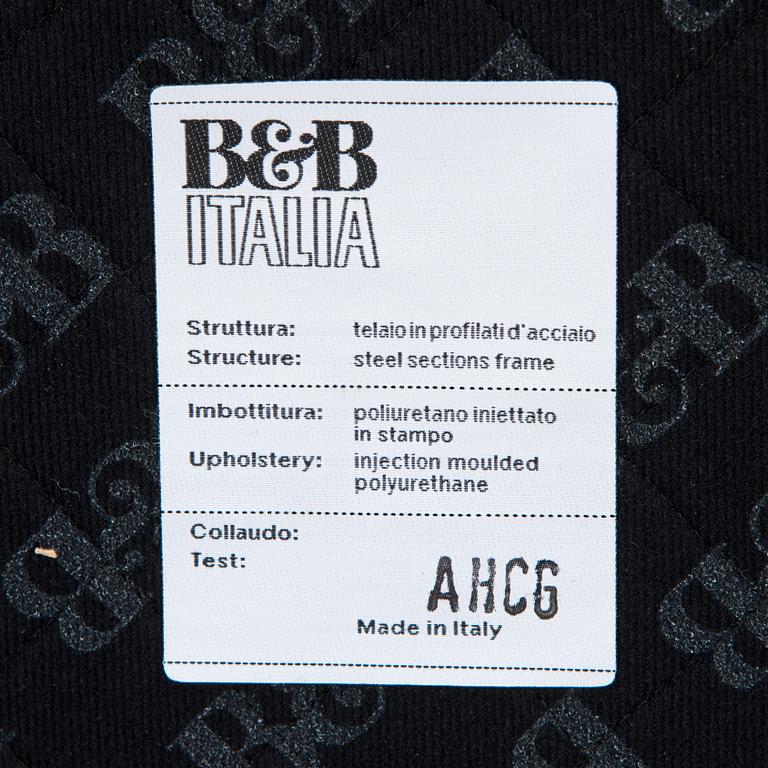 B&B
ITALIA
Struttura: telaio in profilati d'acciaio
Structure: steel sections frame
Imbottitura: poliuretano iniettato
in stampo
Upholstery: injection moulded
polyurethane
Collaudo:
Test:
AHCG
Made in Italy